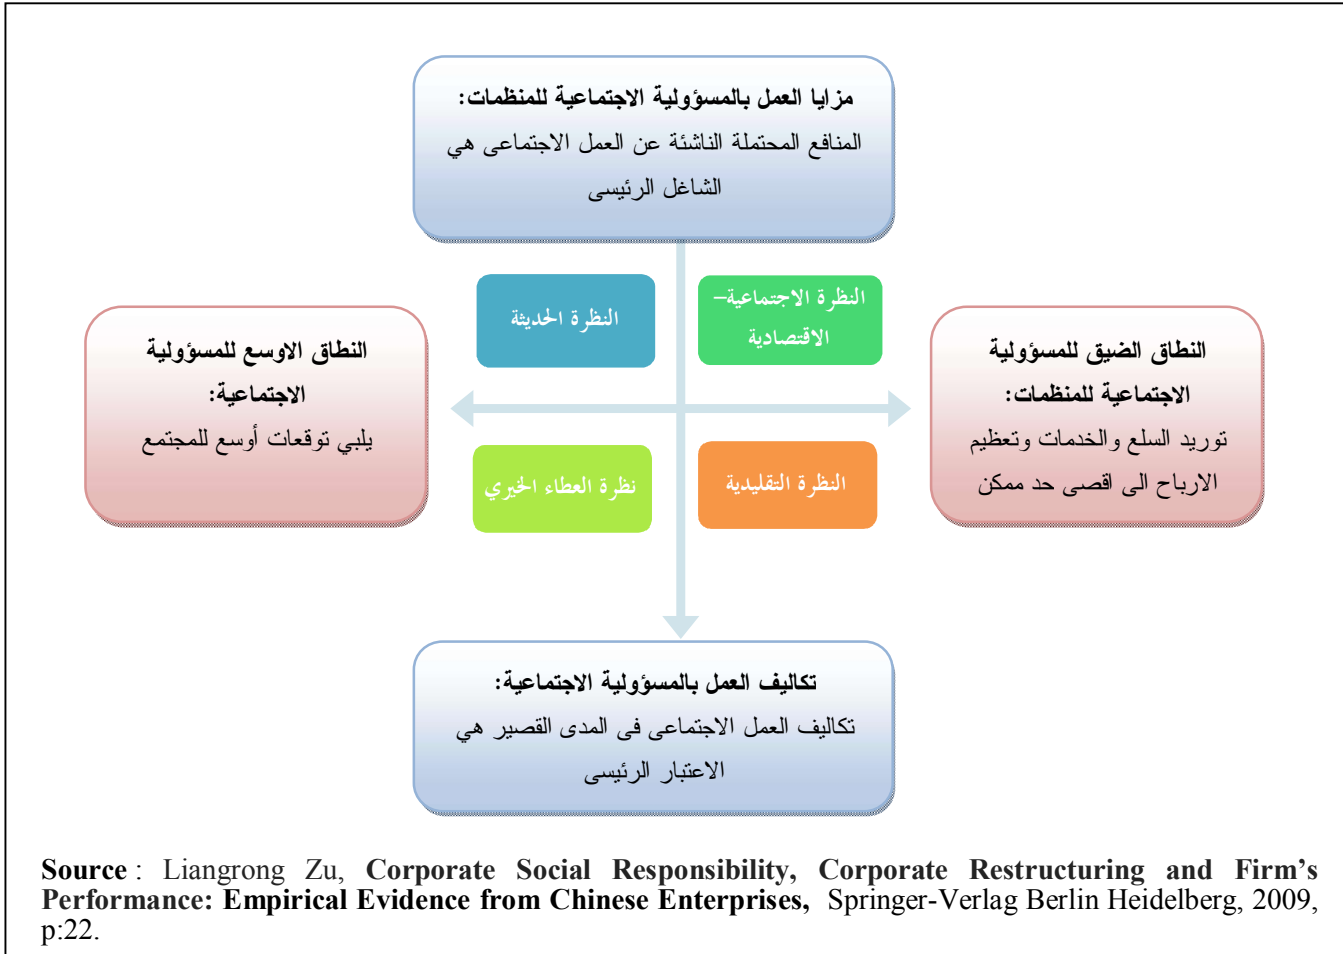 مزايا العمل بالمسؤولية الاجتماعية للمنظمات:
المنافع المحتملة الناشئة عن العمل الاجتماعى هي
الشاغل الرئيسى
النظرة الاجتماعية–
الاقتصادية
النظرة الحديثة
النطاق الضيق للمسؤولية
الاجتماعية للمنظمات:
توريد السلع والخدمات وتعظيم
الارباح الى اقصى حد ممكن
النطاق الاوسع للمسؤولية
الاجتماعية:
يلبي توقعات أوسع للمجتمع
النظرة التقليدية
نظرة العطاء الخيري
تكاليف العمل بالمسؤولية الاجتماعية:
تكاليف العمل الاجتماعى فى المدى القصير هي
الاعتبار الرئيسى
Source : Liangrong Zu, Corporate Social Responsibility, Corporate Restructuring and Firm's
Performance: Empirical Evidence from Chinese Enterprises, Springer-Verlag Berlin Heidelberg, 2009,
p:22.